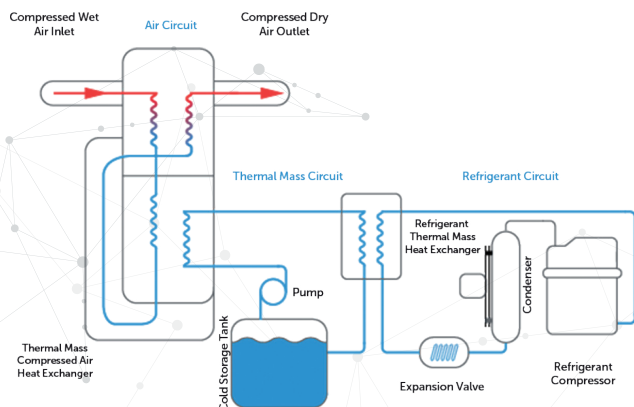 Compressed Wet
Air Inlet
Air Circuit
Compressed Dry
Air Outlet
Thermal Mass Circuit
Refrigerant Circuit
Refrigerant
Thermal Mass
Heat Exchanger
Condenser
Pump
Cold Storage Tank
Thermal Mass
Compressed Air
Heat Exchanger
Expansion Valve
Refrigerant
Compressor